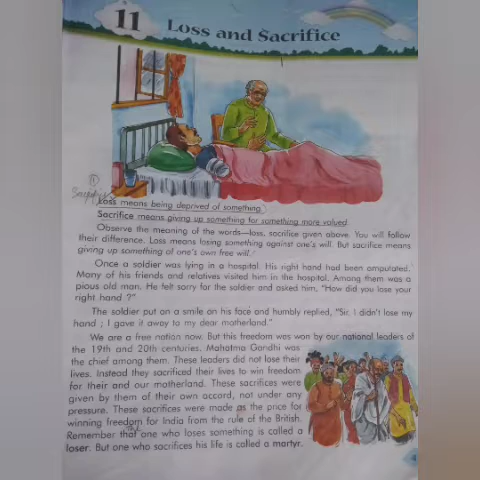 11
Loss and Sacrifice
Loss means being deprived of something.
Sacrifice means giving up something for something more valued.
Observe the meaning of the words—loss, sacrifice given above. You will follow
their difference. Loss means losing something against one's will. But sacrifice means
giving up something of one's own free will.'
Once a soldier was lying in a hospital. His right hand had been amputated.
Many of his friends and relatives visited him in the hospital. Among them was a
pious old man. He felt sorry for the soldier and asked him, "How did you lose your
right hand ?"
The soldier put on a smile on his face and humbly replied, "Sir, I didn't lose my
hand ; I gave it away to my dear motherland."
We are a free nation now. But this freedom was won by our national leaders of
the 19th and 20th centuries. Mahatma Gandhi was
the chief among them. These leaders did not lose their
lives. Instead they sacrificed their lives to win freedom
for their and our motherland. These sacrifices were
given by them of their own accord, not under any
pressure. These sacrifices were made as the price for
winning freedom for India from the rule of the British.
Remember that one who loses something is called a
loser. But one who sacrifices his life is called a martyr.
4